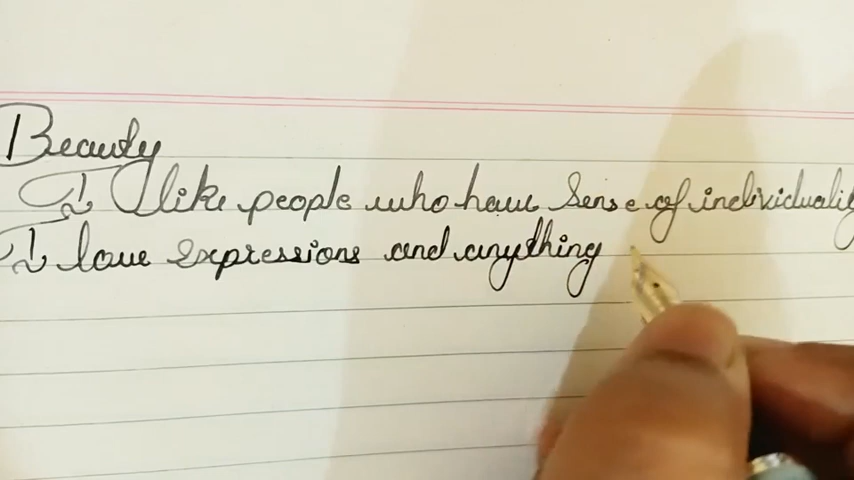 Beauty
I like people who have sense of individuality
I love expressions and anything